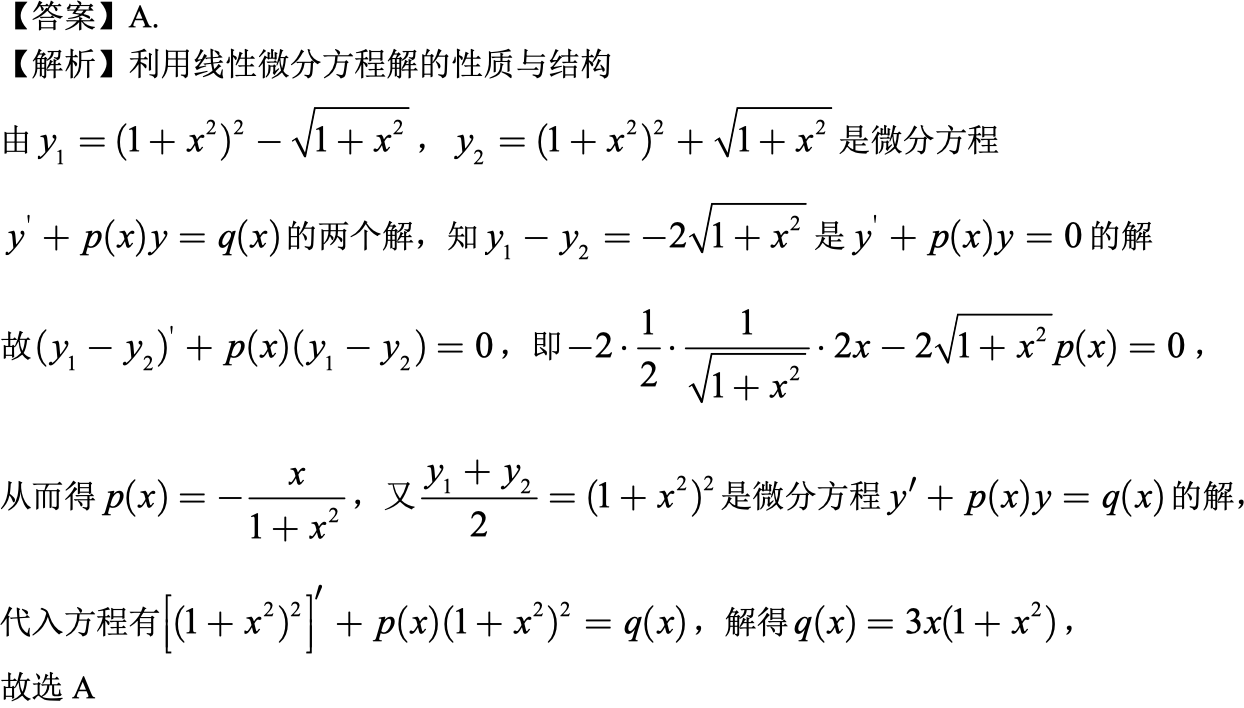 【答案】A.
【解析】利用线性微分方程解的性质与结构
由 $y_1 = (1 + x^2)^2 - \sqrt{1 + x^2}$，$y_2 = (1 + x^2)^2 + \sqrt{1 + x^2}$ 是微分方程
$y' + p(x)y = q(x)$ 的两个解，知 $y_1 - y_2 = -2\sqrt{1 + x^2}$ 是 $y' + p(x)y = 0$ 的解
故 $(y_1 - y_2)' + p(x)(y_1 - y_2) = 0$，即 $-2 \cdot \frac{1}{2} \cdot \frac{1}{\sqrt{1 + x^2}} \cdot 2x - 2\sqrt{1 + x^2}p(x) = 0$，
从而得 $p(x) = -\frac{x}{1 + x^2}$，又 $\frac{y_1 + y_2}{2} = (1 + x^2)^2$ 是微分方程 $y' + p(x)y = q(x)$ 的解，
代入方程有 $\left[(1 + x^2)^2\right]' + p(x)(1 + x^2)^2 = q(x)$，解得 $q(x) = 3x(1 + x^2)$，
故选 A